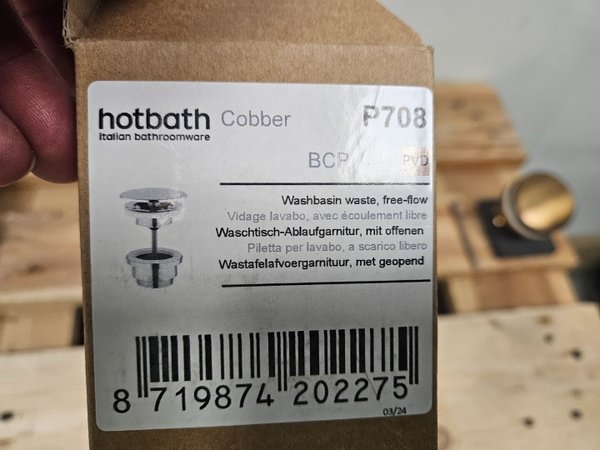 hotbath Cobber P708
Italian bathroomware
BCP PVD
Washbasin waste, free-flow
Vidage lavabo, avec écoulement libre
Waschtisch-Ablaufgarnitur, mit offenen
Piletta per lavabo, a scarico libero
Wastafelafvoergarnituur, met geopend
8 719874 202275
03/24